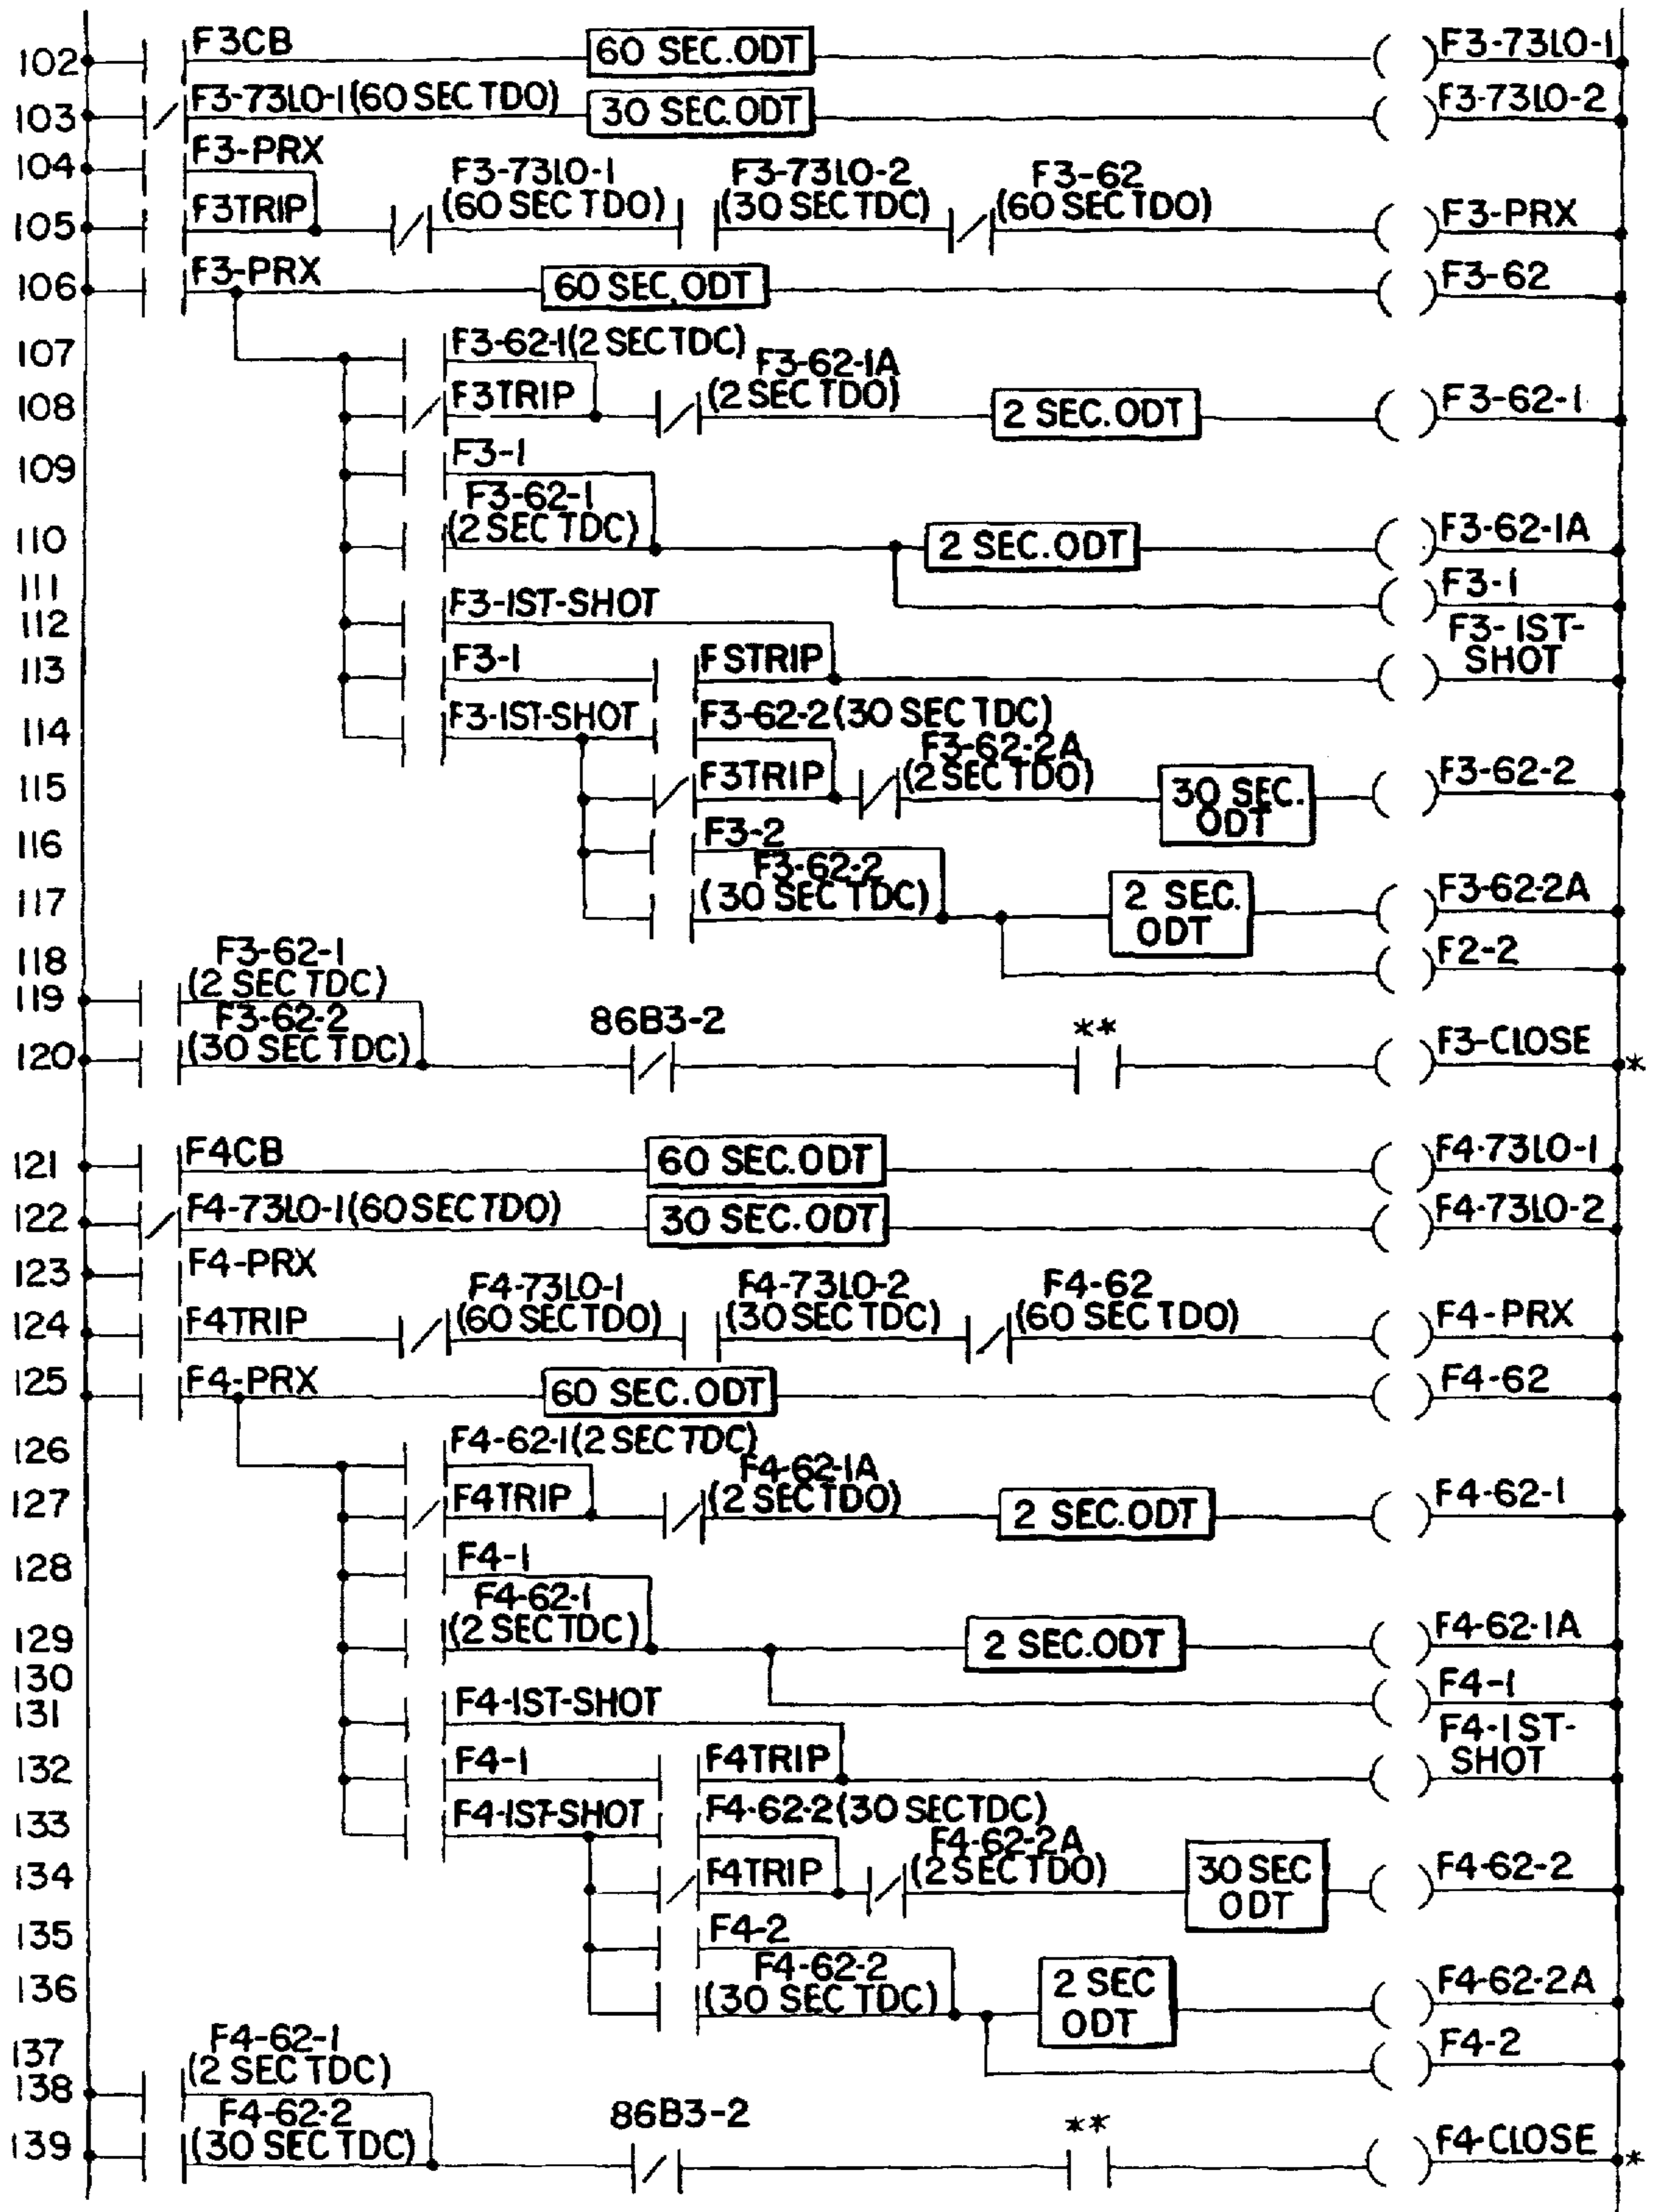 102 F3CB 60 SEC.ODT F3-73LO-1
103 F3-73LO-1(60 SEC TDO) 30 SEC.ODT F3-73LO-2
104 F3-PRX
F3-73LO-1 F3-73LO-2 F3-62
105 F3TRIP (60 SEC TDO) (30 SEC TDC) (60 SEC TDO) F3-PRX
106 F3-PRX 60 SEC.ODT F3-62
107 F3-62-1(2 SEC TDC) F3-62-1A
108 F3TRIP (2 SEC TDO) 2 SEC.ODT F3-62-1
109 F3-1
F3-62-1
110 (2 SEC TDC) 2 SEC.ODT F3-62-1A
111 F3-1
112 F3-1ST-SHOT F3-1ST-
113 F3-1 FSTRIP SHOT
114 F3-1ST-SHOT F3-62-2(30 SEC TDC)
F3-62-2A
115 F3TRIP (2 SEC TDO) 30 SEC. F3-62-2
ODT
116 F3-2
F3-62-2
117 (30 SEC TDC) 2 SEC. F3-62-2A
ODT
118 F3-62-1 F2-2
119 (2 SEC TDC)
F3-62-2 86B3-2 **
120 (30 SEC TDC) F3-CLOSE *
121 F4CB 60 SEC.ODT F4-73LO-1
122 F4-73LO-1(60 SEC TDO) 30 SEC.ODT F4-73LO-2
123 F4-PRX
F4-73LO-1 F4-73LO-2 F4-62
124 F4TRIP (60 SEC TDO) (30 SEC TDC) (60 SEC TDO) F4-PRX
125 F4-PRX 60 SEC.ODT F4-62
126 F4-62-1(2 SEC TDC) F4-62-1A
127 F4TRIP (2 SEC TDO) 2 SEC.ODT F4-62-1
128 F4-1
F4-62-1
129 (2 SEC TDC) 2 SEC.ODT F4-62-1A
130 F4-1
131 F4-1ST-SHOT F4-1ST-
132 F4-1 F4TRIP SHOT
133 F4-1ST-SHOT F4-62-2(30 SEC TDC)
F4-62-2A
134 F4TRIP (2 SEC TDO) 30 SEC F4-62-2
ODT
135 F4-2
F4-62-2
136 (30 SEC TDC) 2 SEC F4-62-2A
ODT
137 F4-62-1 F4-2
138 (2 SEC TDC)
F4-62-2 86B3-2 **
139 (30 SEC TDC) F4-CLOSE *